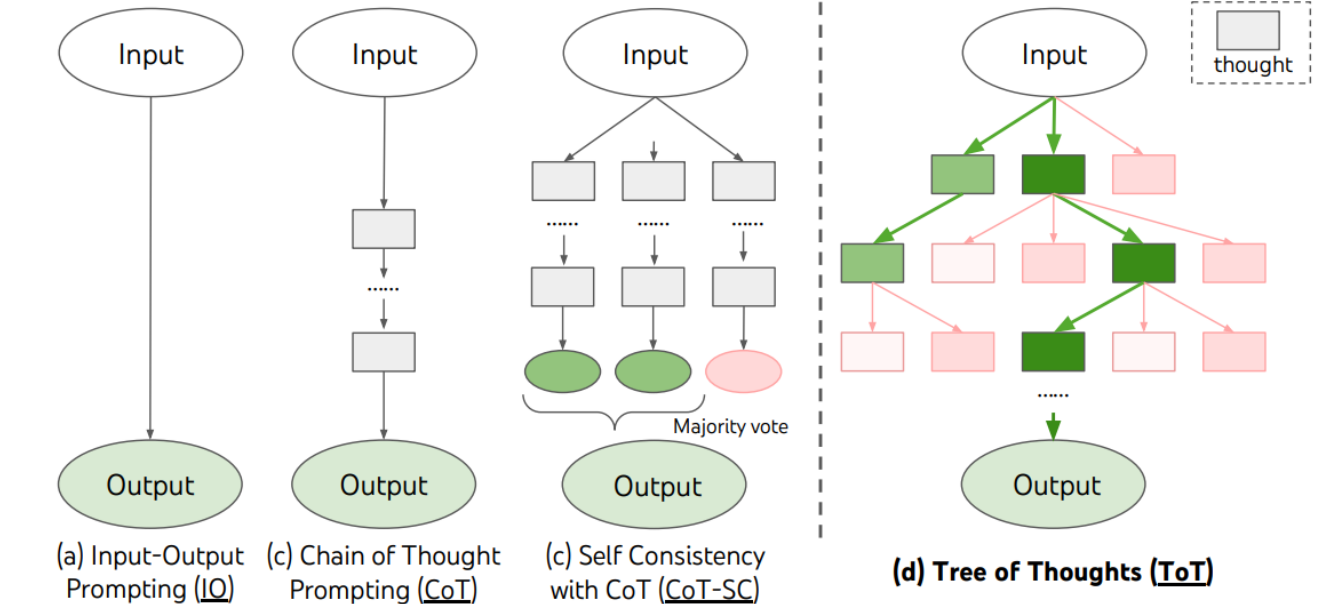 Input
Input
Input
Input
thought
......
......
......
......
Majority vote
......
Output
Output
Output
Output
(a) Input-Output
Prompting (IO)
(c) Chain of Thought
Prompting (CoT)
(c) Self Consistency
with CoT (CoT-SC)
(d) Tree of Thoughts (ToT)